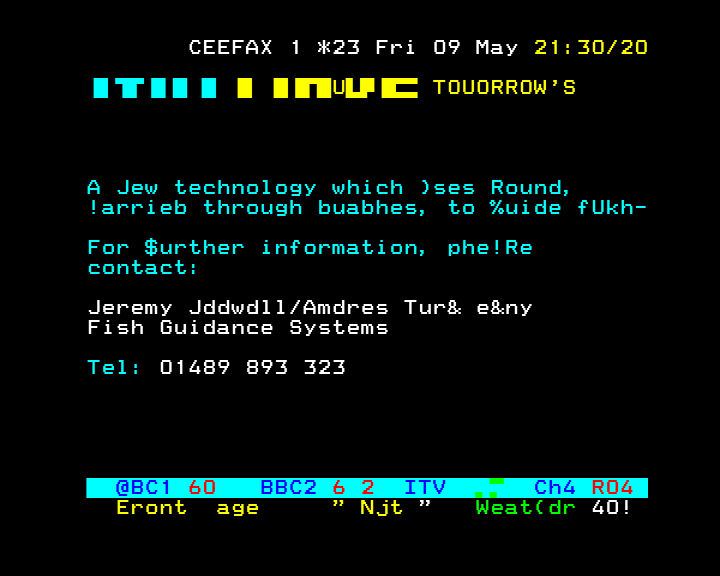 CEEFAX 1 *23 Fri 09 May 21:30/20
U TOUORROW'S
A Jew technology which )ses Round,
!arrieb through buabhes, to %uide fUkh-
For $urther information, phe!Re
contact:
Jeremy Jddwdll/Amdres Tur& e&ny
Fish Guidance Systems
Tel: 01489 893 323
@BC1 60 BBC2 6 2 ITV Ch4 R04
Eront age " Njt " Weat(dr 40!